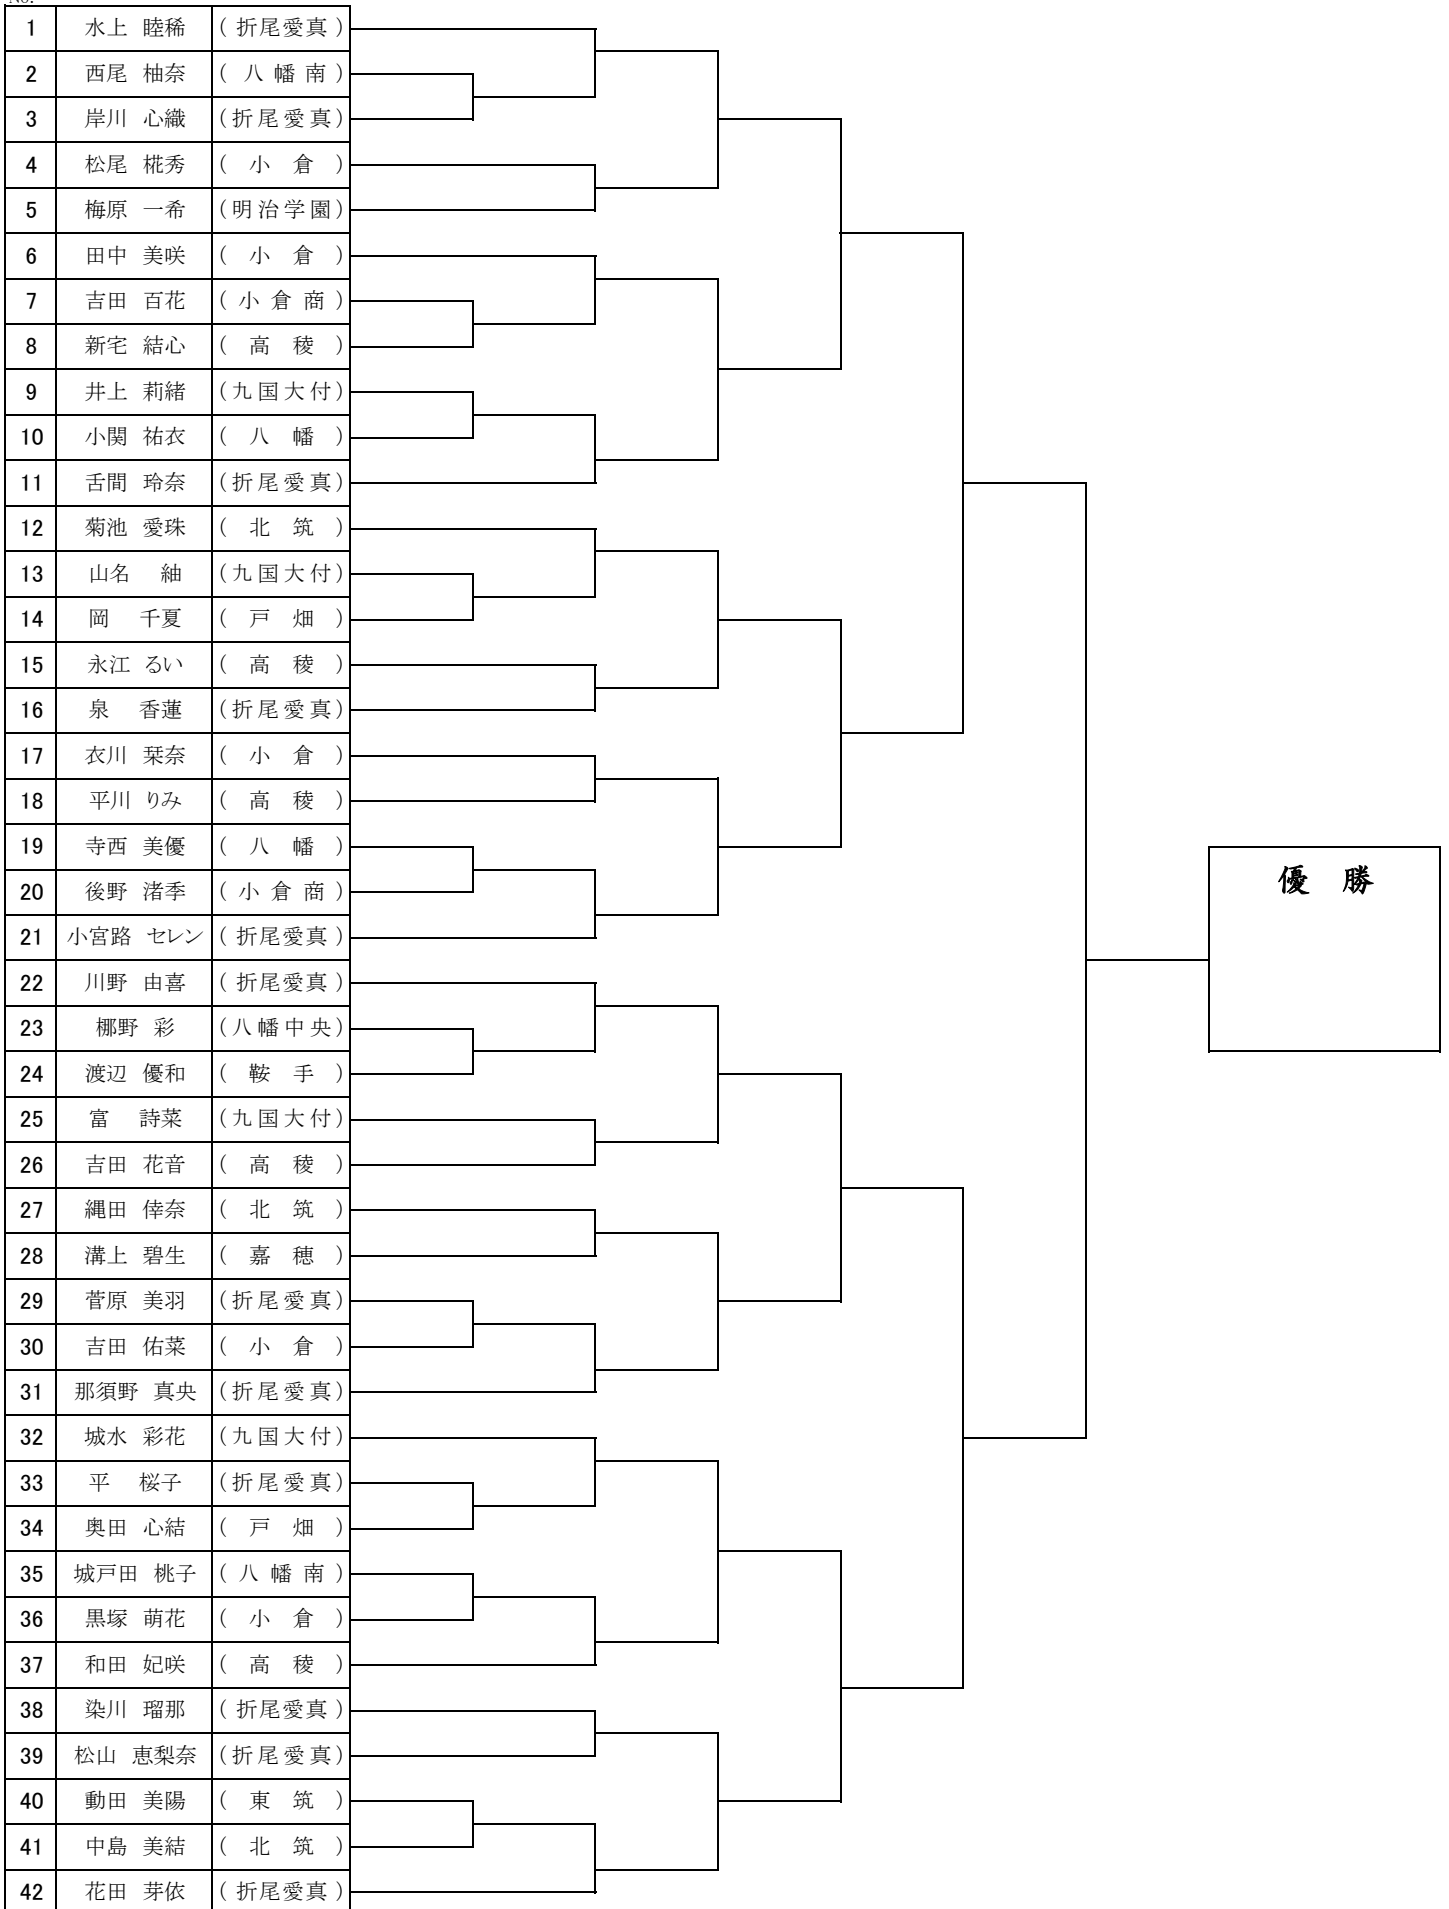 No.
1 水上 睦稀 (折尾愛真)
2 西尾 柚奈 (八幡南)
3 岸川 心織 (折尾愛真)
4 松尾 椛秀 (小倉)
5 梅原 一希 (明治学園)
6 田中 美咲 (小倉)
7 吉田 百花 (小倉商)
8 新宅 結心 (高稜)
9 井上 莉緒 (九国大付)
10 小関 祐衣 (八幡)
11 舌間 玲奈 (折尾愛真)
12 菊池 愛珠 (北筑)
13 山名 紬 (九国大付)
14 岡 千夏 (戸畑)
15 永江 るい (高稜)
16 泉 香蓮 (折尾愛真)
17 衣川 栞奈 (小倉)
18 平川 りみ (高稜)
19 寺西 美優 (八幡)
20 後野 渚季 (小倉商)
優 勝
21 小宮路 セレン (折尾愛真)
22 川野 由喜 (折尾愛真)
23 梛野 彩 (八幡中央)
24 渡辺 優和 (鞍手)
25 富 詩菜 (九国大付)
26 吉田 花音 (高稜)
27 縄田 倖奈 (北筑)
28 溝上 碧生 (嘉穂)
29 菅原 美羽 (折尾愛真)
30 吉田 佑菜 (小倉)
31 那須野 真央 (折尾愛真)
32 城水 彩花 (九国大付)
33 平 桜子 (折尾愛真)
34 奥田 心結 (戸畑)
35 城戸田 桃子 (八幡南)
36 黒塚 萌花 (小倉)
37 和田 妃咲 (高稜)
38 染川 瑠那 (折尾愛真)
39 松山 恵梨奈 (折尾愛真)
40 動田 美陽 (東筑)
41 中島 美結 (北筑)
42 花田 芽依 (折尾愛真)